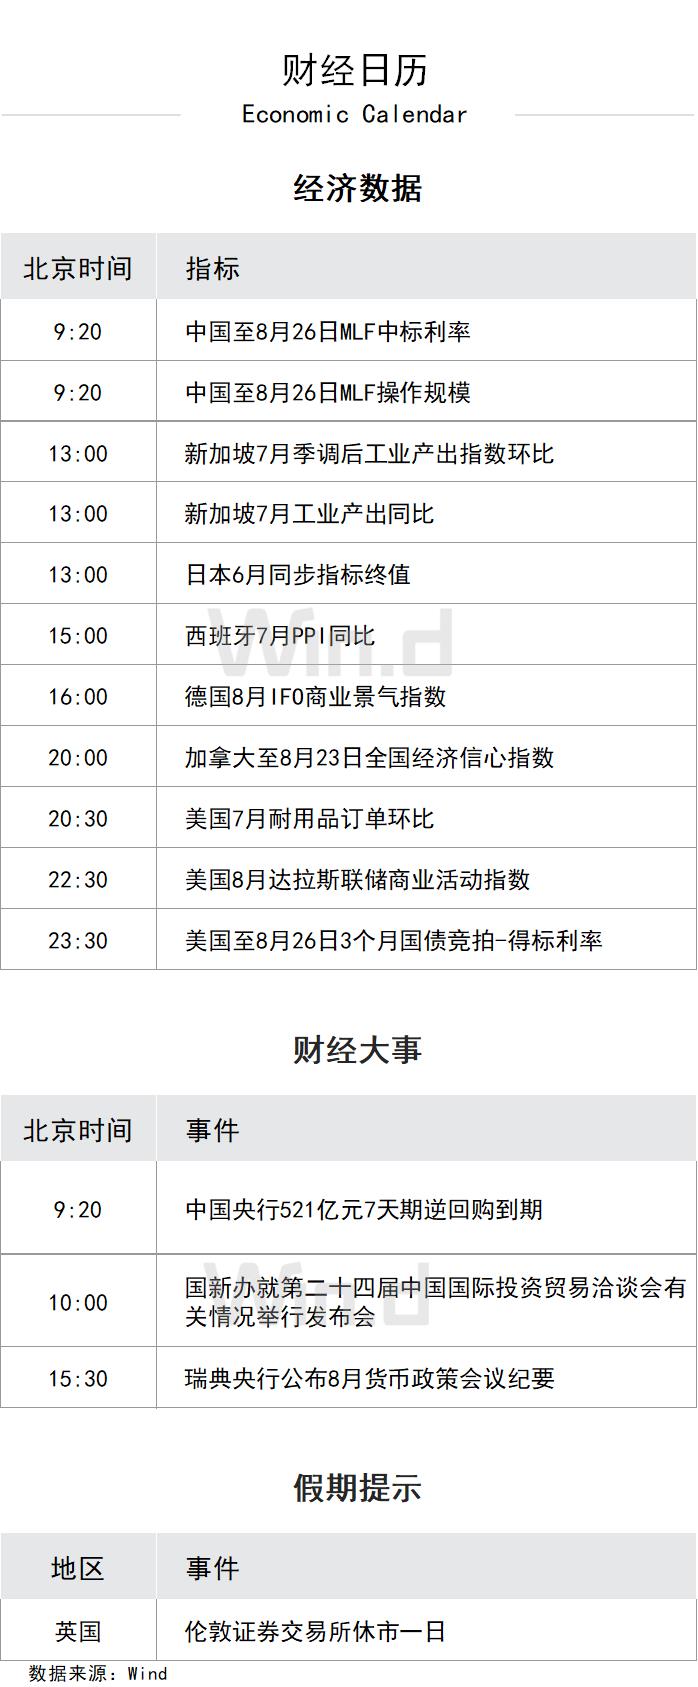 财经日历
Economic Calendar
经济数据
北京时间 指标
9:20 中国至8月26日MLF中标利率
9:20 中国至8月26日MLF操作规模
13:00 新加坡7月季调后工业产出指数环比
13:00 新加坡7月工业产出同比
13:00 日本6月同步指标终值
15:00 西班牙7月PPI同比
Win.d
16:00 德国8月IFO商业景气指数
20:00 加拿大至8月23日全国经济信心指数
20:30 美国7月耐用品订单环比
22:30 美国8月达拉斯联储商业活动指数
23:30 美国至8月26日3个月国债竞拍-得标利率
财经大事
北京时间 事件
9:20 中国央行521亿元7天期逆回购到期
10:00 国新办就第二十四届中国国际投资贸易洽谈会有
关情况举行发布会
Win.d
15:30 瑞典央行公布8月货币政策会议纪要
假期提示
地区 事件
英国 伦敦证券交易所休市一日
数据来源：Wind